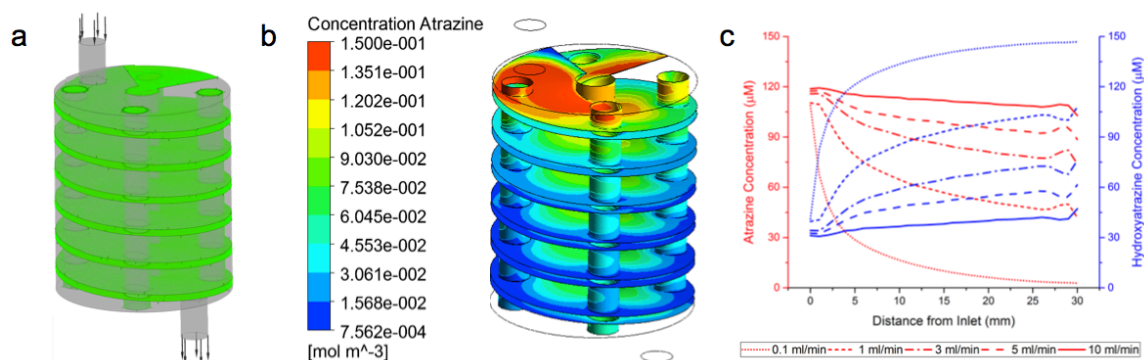 a
b
Concentration Atrazine
1.500e-001
1.351e-001
1.202e-001
1.052e-001
9.030e-002
7.538e-002
6.045e-002
4.553e-002
3.061e-002
1.568e-002
7.562e-004
[mol m^-3]
c
150
120
90
60
30
0
Atrazine Concentration (μM)
150
120
90
60
30
0
Hydroxyatrazine Concentration (μM)
0 5 10 15 20 25 30
Distance from Inlet (mm)
0.1 ml/min 1 ml/min 3 ml/min 5 ml/min 10 ml/min